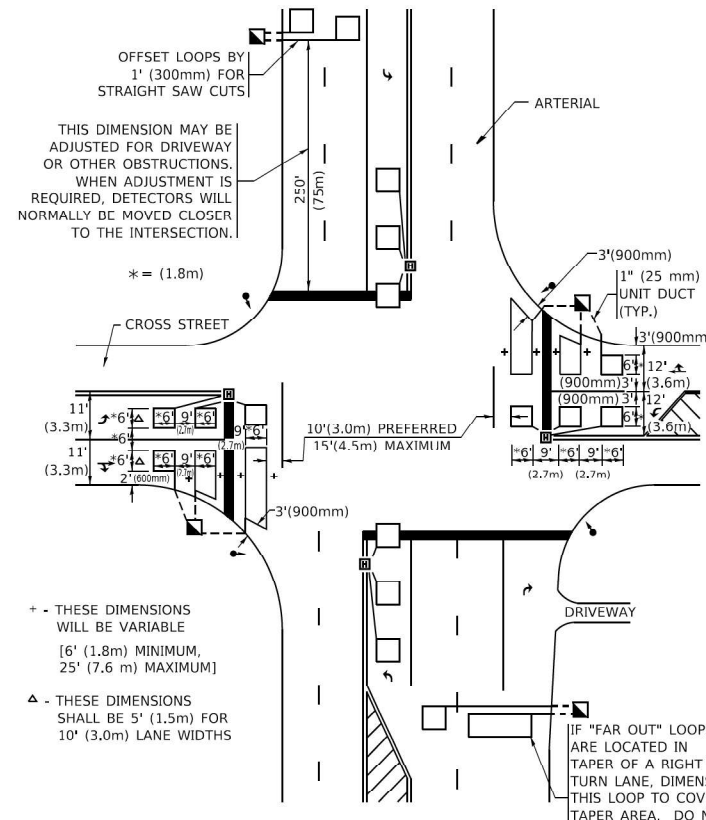 OFFSET LOOPS BY
1' (300mm) FOR
STRAIGHT SAW CUTS
ARTERIAL
THIS DIMENSION MAY BE
ADJUSTED FOR DRIVEWAY
OR OTHER OBSTRUCTIONS.
WHEN ADJUSTMENT IS
REQUIRED, DETECTORS WILL
NORMALLY BE MOVED CLOSER
TO THE INTERSECTION.
250'
(75m)
* = (1.8m)
H
3'(900mm)
1" (25 mm)
UNIT DUCT
(TYP.)
CROSS STREET
3'(900mm
+ +
+ +
6'
* 12'
(3.6m)
(900mm) 3'
(900mm) 3'
12'
6'
*
(3.6m)
H
*6' 9' *6' 9' *6'
(2.7m) (2.7m)
H
11'
(3.3m)
*6'
*6' 9' *6'
(2.7m)
*6'
9' *6'
(2.7m)
11'
(3.3m)
*6'
*6' 9' *6'
(2.7m)
2' (600mm)
+ + +
10'(3.0m) PREFERRED
15'(4.5m) MAXIMUM
3'(900mm)
H
DRIVEWAY
+ - THESE DIMENSIONS
WILL BE VARIABLE
[6' (1.8m) MINIMUM,
25' (7.6 m) MAXIMUM]
△ - THESE DIMENSIONS
SHALL BE 5' (1.5m) FOR
10' (3.0m) LANE WIDTHS
IF "FAR OUT" LOOP
ARE LOCATED IN
TAPER OF A RIGHT
TURN LANE, DIMENS
THIS LOOP TO COV
TAPER AREA. DO N